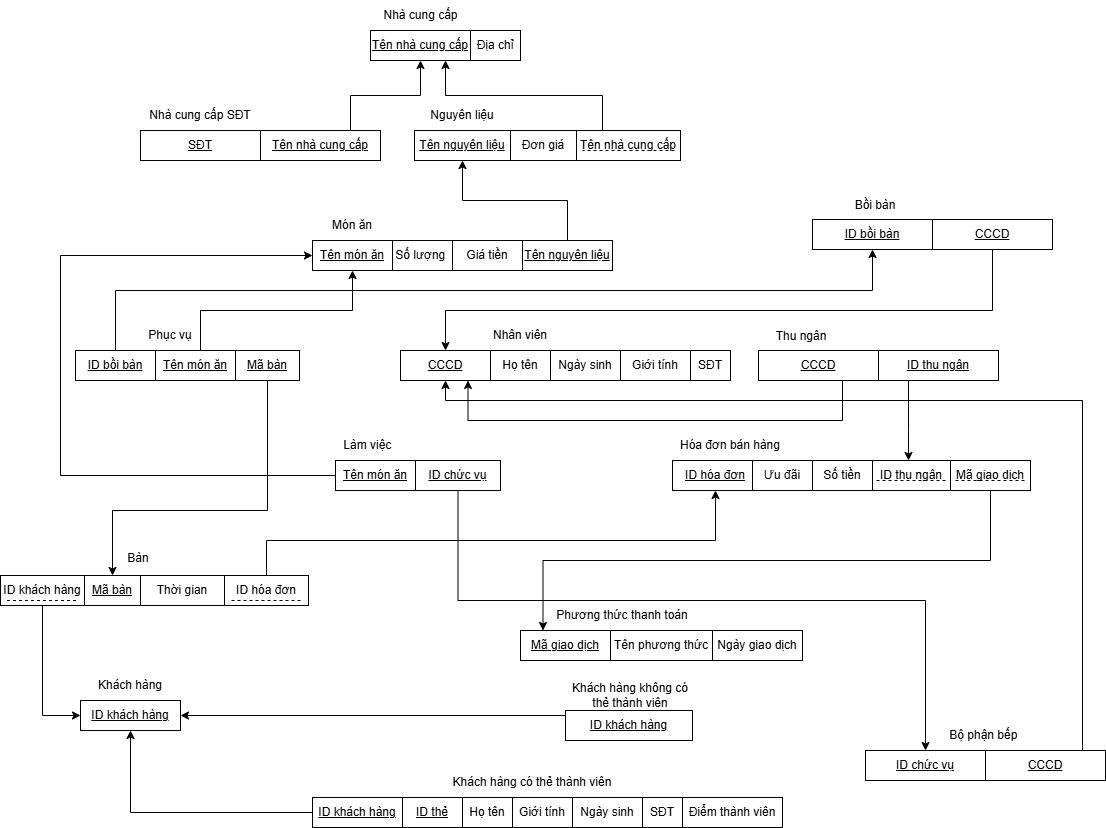 Nhà cung cấp
Tên nhà cung cấp Địa chỉ
Nhà cung cấp SĐT
SĐT Tên nhà cung cấp
Nguyên liệu
Tên nguyên liệu Đơn giá Tên nhà cung cấp
Món ăn
Tên món ăn Số lượng Giá tiền Tên nguyên liệu
Bồi bàn
ID bồi bàn CCCD
Phục vụ
ID bồi bàn Tên món ăn Mã bàn
Nhân viên
CCCD Họ tên Ngày sinh Giới tính SĐT
Thu ngân
CCCD ID thu ngân
Làm việc
Tên món ăn ID chức vụ
Hóa đơn bán hàng
ID hóa đơn Ưu đãi Số tiền ID thu ngân Mã giao dịch
Bàn
ID khách hàng Mã bàn Thời gian ID hóa đơn
Phương thức thanh toán
Mã giao dịch Tên phương thức Ngày giao dịch
Khách hàng
ID khách hàng
Khách hàng không có
thẻ thành viên
ID khách hàng
Bộ phận bếp
ID chức vụ CCCD
Khách hàng có thẻ thành viên
ID khách hàng ID thẻ Họ tên Giới tính Ngày sinh SĐT Điểm thành viên